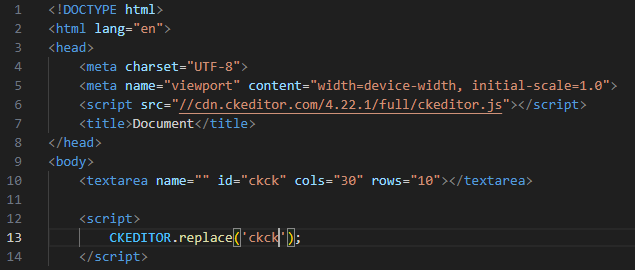 1 <!DOCTYPE html>
2 <html lang="en">
3 <head>
4     <meta charset="UTF-8">
5     <meta name="viewport" content="width=device-width, initial-scale=1.0">
6     <script src="//cdn.ckeditor.com/4.22.1/full/ckeditor.js"></script>
7     <title>Document</title>
8 </head>
9 <body>
10     <textarea name="" id="ckck" cols="30" rows="10"></textarea>
11
12     <script>
13         CKEDITOR.replace('ckck');
14     </script>